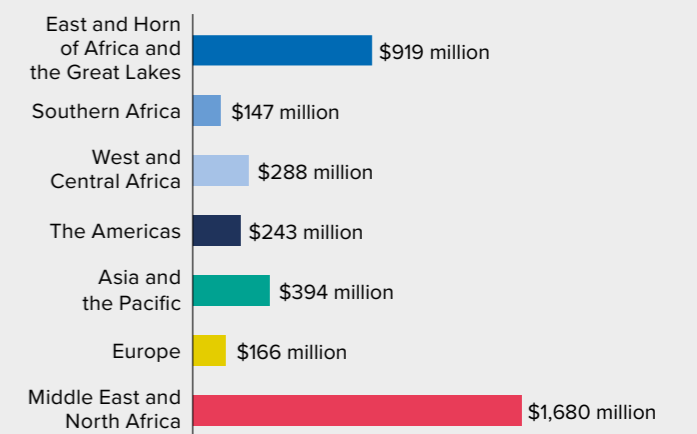 East and Horn
of Africa and
the Great Lakes
$919 million
Southern Africa
$147 million
West and
Central Africa
$288 million
The Americas
$243 million
Asia and
the Pacific
$394 million
Europe
$166 million
Middle East and
North Africa
$1,680 million